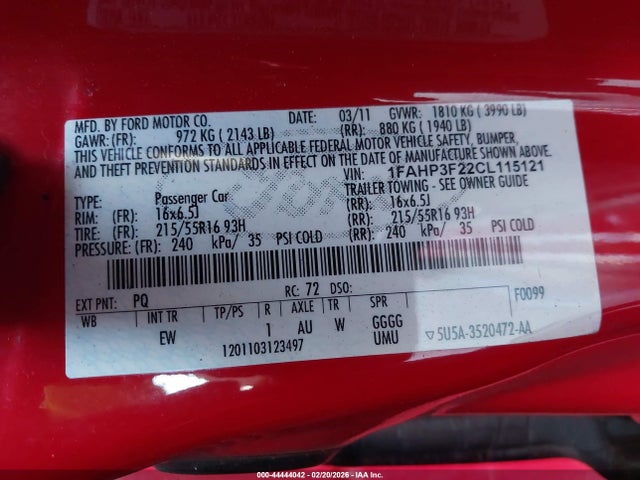 MFD. BY FORD MOTOR CO. DATE: 03/11 GVWR: 1810 KG ( 3990 LB)
GAWR: (FR): 972 KG ( 2143 LB) (RR): 880 KG ( 1940 LB)
THIS VEHICLE CONFORMS TO ALL APPLICABLE FEDERAL MOTOR VEHICLE SAFETY, BUMPER,
AND THEFT PREVENTION STANDARDS IN EFFECT ON THE DATE OF MANUFACTURE SHOWN ABOVE.
VIN: 1FAHP3F22CL115121
TYPE: Passenger Car TRAILER TOWING - SEE OWNER GUIDE
RIM: (FR): 16x6.5J (RR): 16x6.5J
TIRE: (FR): 215/55R16 93H (RR): 215/55R16 93H
PRESSURE: (FR): 240 kPa/ 35 PSI COLD (RR): 240 kPa/ 35 PSI COLD
EXT PNT: PQ RC: 72 DSO: F0099
WB INT TR TP/PS R AXLE TR SPR
EW 1 AU W GGGG
1201103123497 UMU ▽ 5U5A-3520472-AA
000-44444042 - 02/20/2026 - IAA Inc.